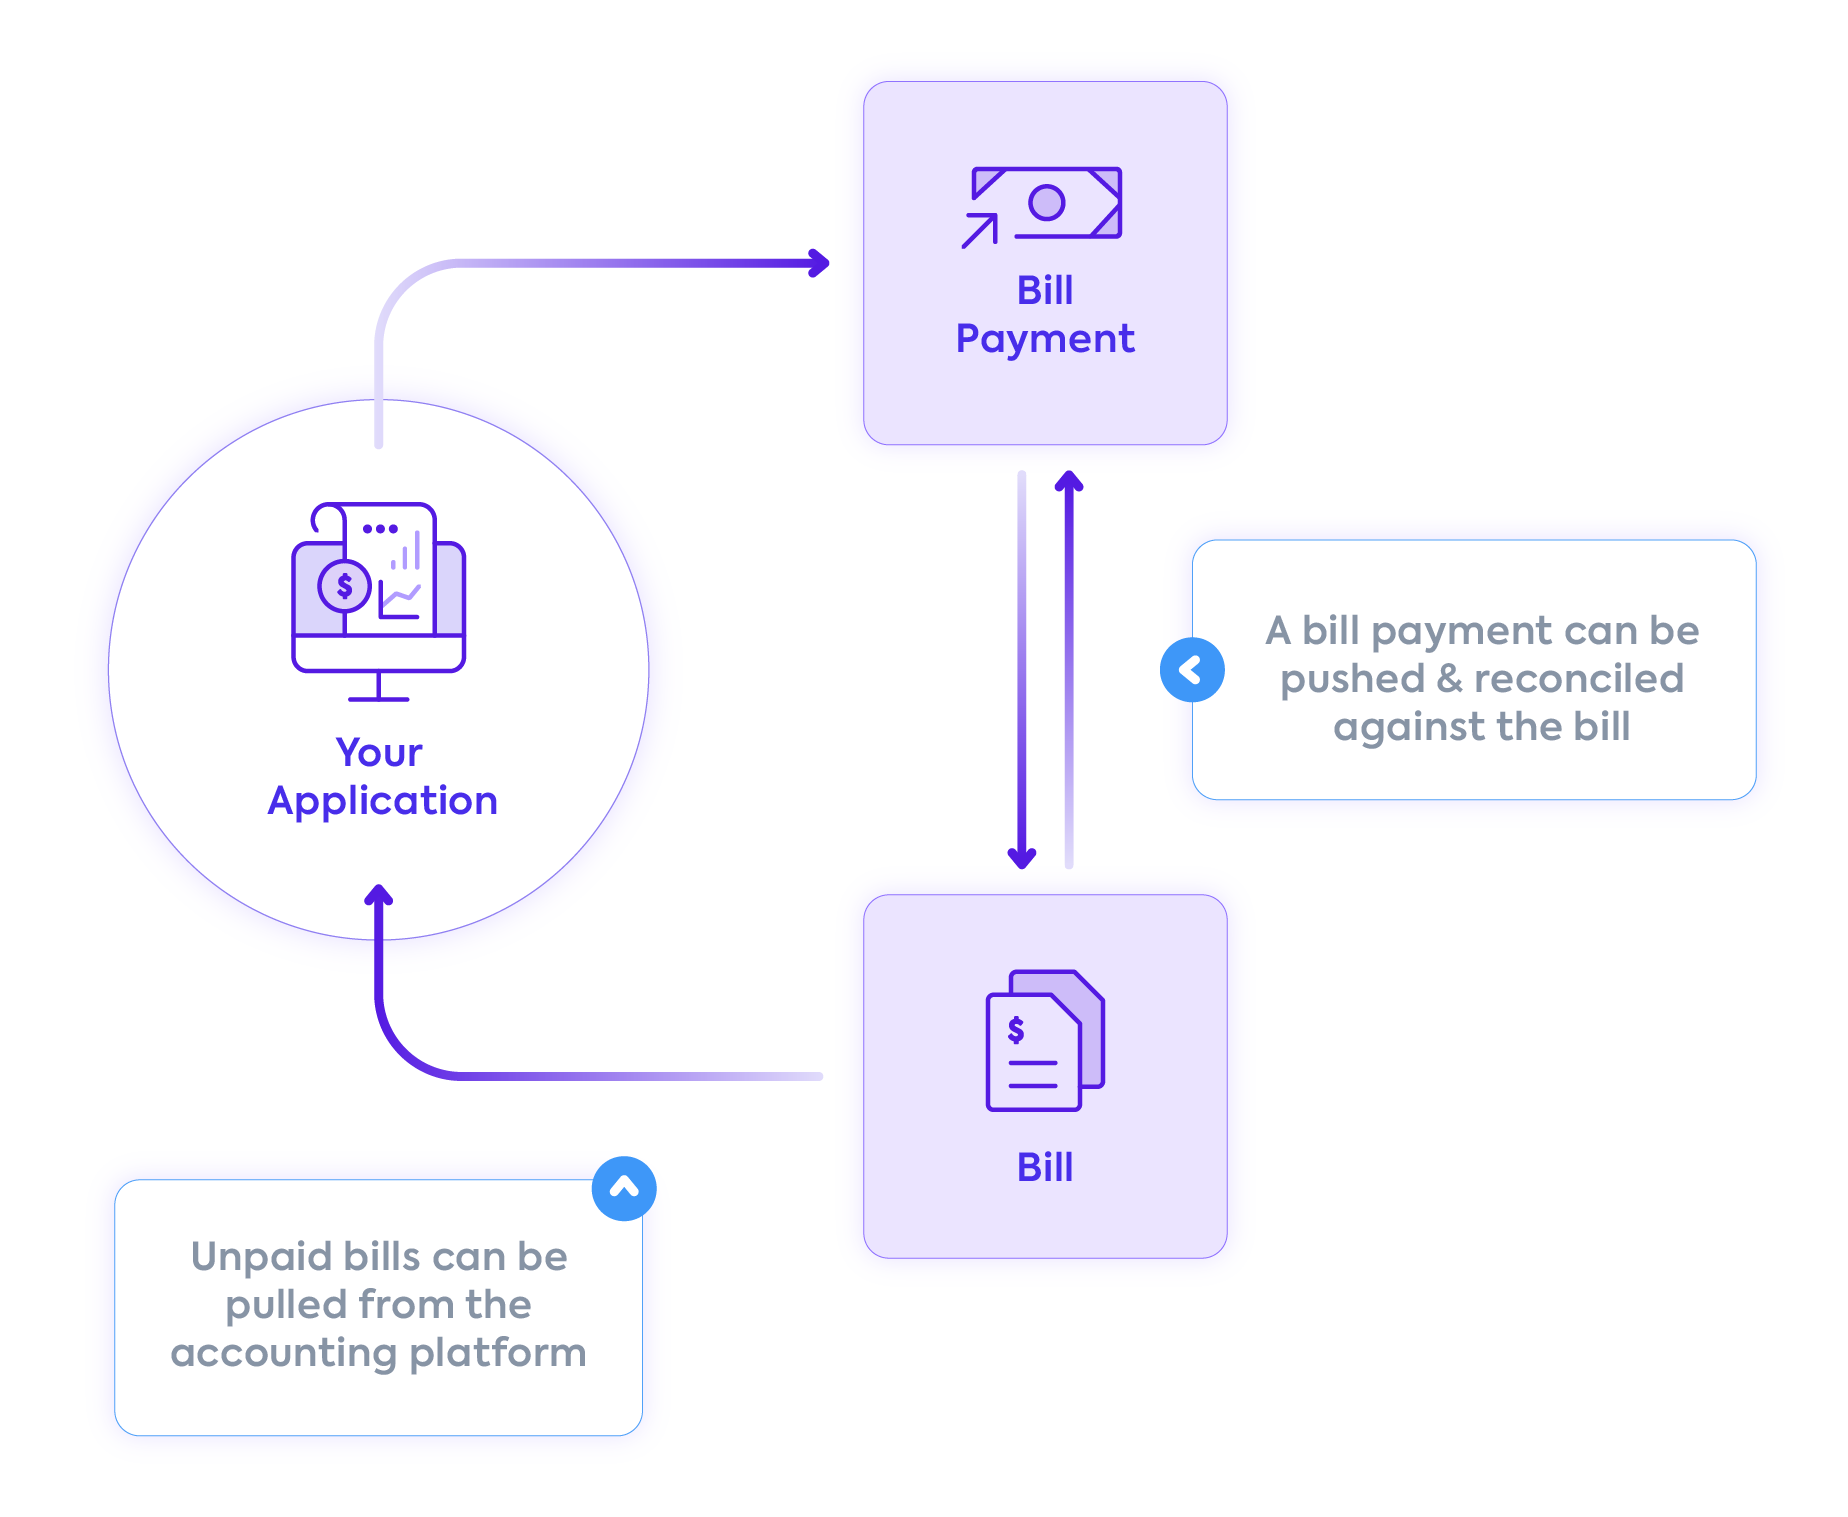 Bill
Payment
$
Your
Application
A bill payment can be
pushed & reconciled
against the bill
$
Bill
Unpaid bills can be
pulled from the
accounting platform